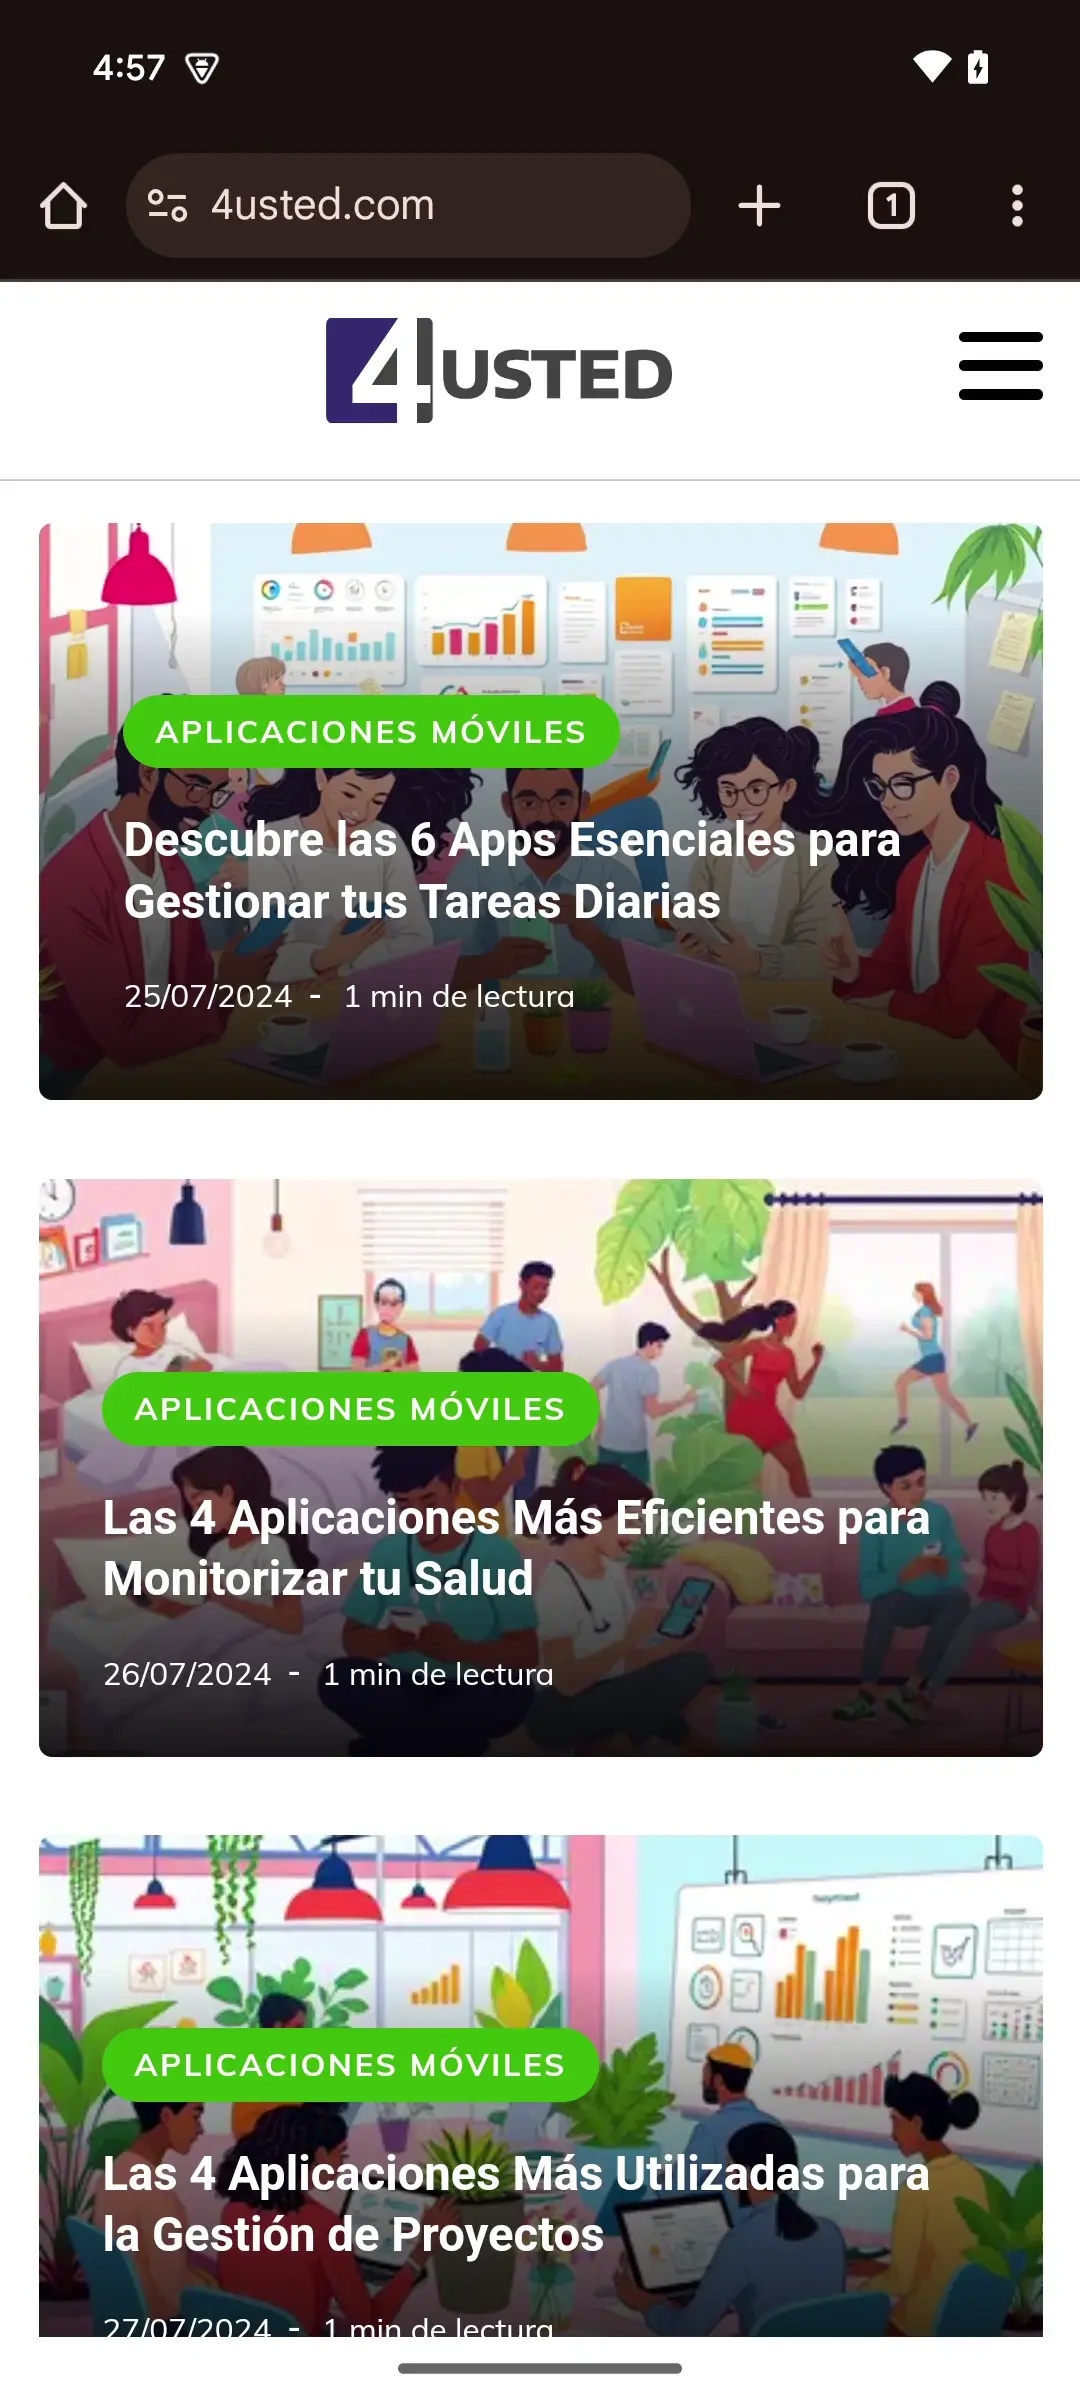 4:57
4usted.com
1
4USTED
APLICACIONES MÓVILES
Descubre las 6 Apps Esenciales para
Gestionar tus Tareas Diarias
25/07/2024 - 1 min de lectura
APLICACIONES MÓVILES
Las 4 Aplicaciones Más Eficientes para
Monitorizar tu Salud
26/07/2024 - 1 min de lectura
APLICACIONES MÓVILES
Las 4 Aplicaciones Más Utilizadas para
la Gestión de Proyectos
27/07/2024 - 1 min de lectura